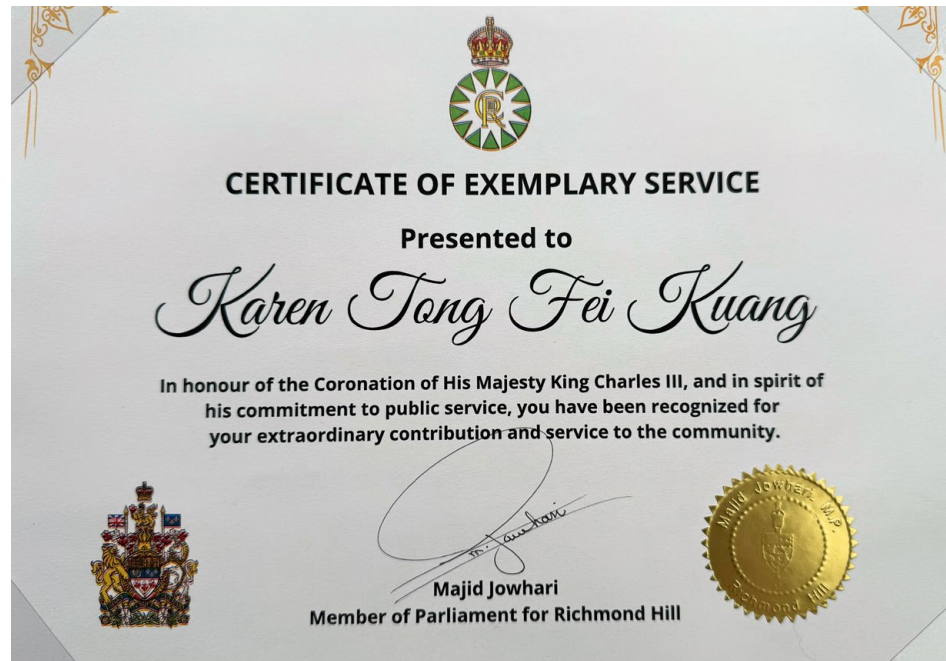 CERTIFICATE OF EXEMPLARY SERVICE
Presented to
Karen Tong Fei Kuang
In honour of the Coronation of His Majesty King Charles III, and in spirit of
his commitment to public service, you have been recognized for
your extraordinary contribution and service to the community.
M. Jowhari
Majid Jowhari
Member of Parliament for Richmond Hill
Majid Jowhari M.P.
Richmond Hill